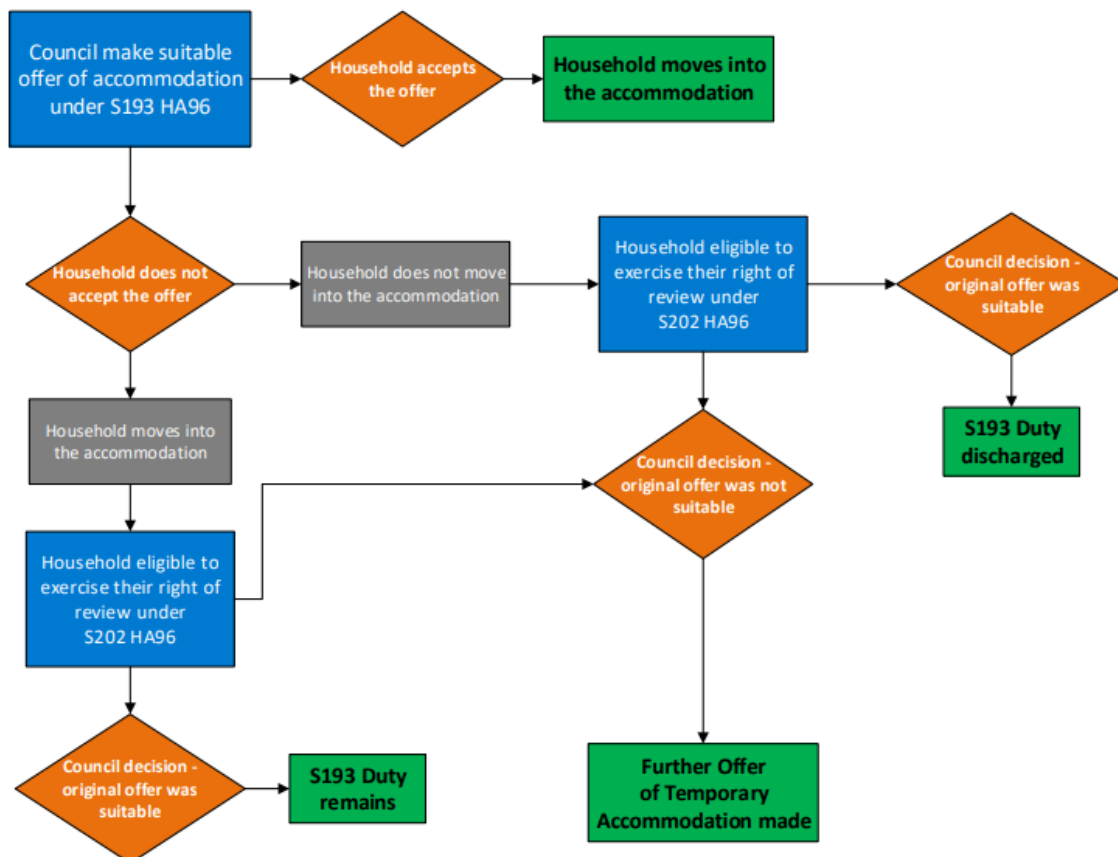 Council make suitable
offer of accommodation
under S193 HA96
Household accepts
the offer
Household moves into
the accommodation
Household does not
accept the offer
Household does not move
into the accommodation
Household eligible to
exercise their right of
review under
S202 HA96
Council decision -
original offer was
suitable
S193 Duty
discharged
Household moves into
the accommodation
Council decision -
original offer was not
suitable
Household eligible to
exercise their right of
review under
S202 HA96
Council decision -
original offer was
suitable
S193 Duty
remains
Further Offer
of Temporary
Accommodation made